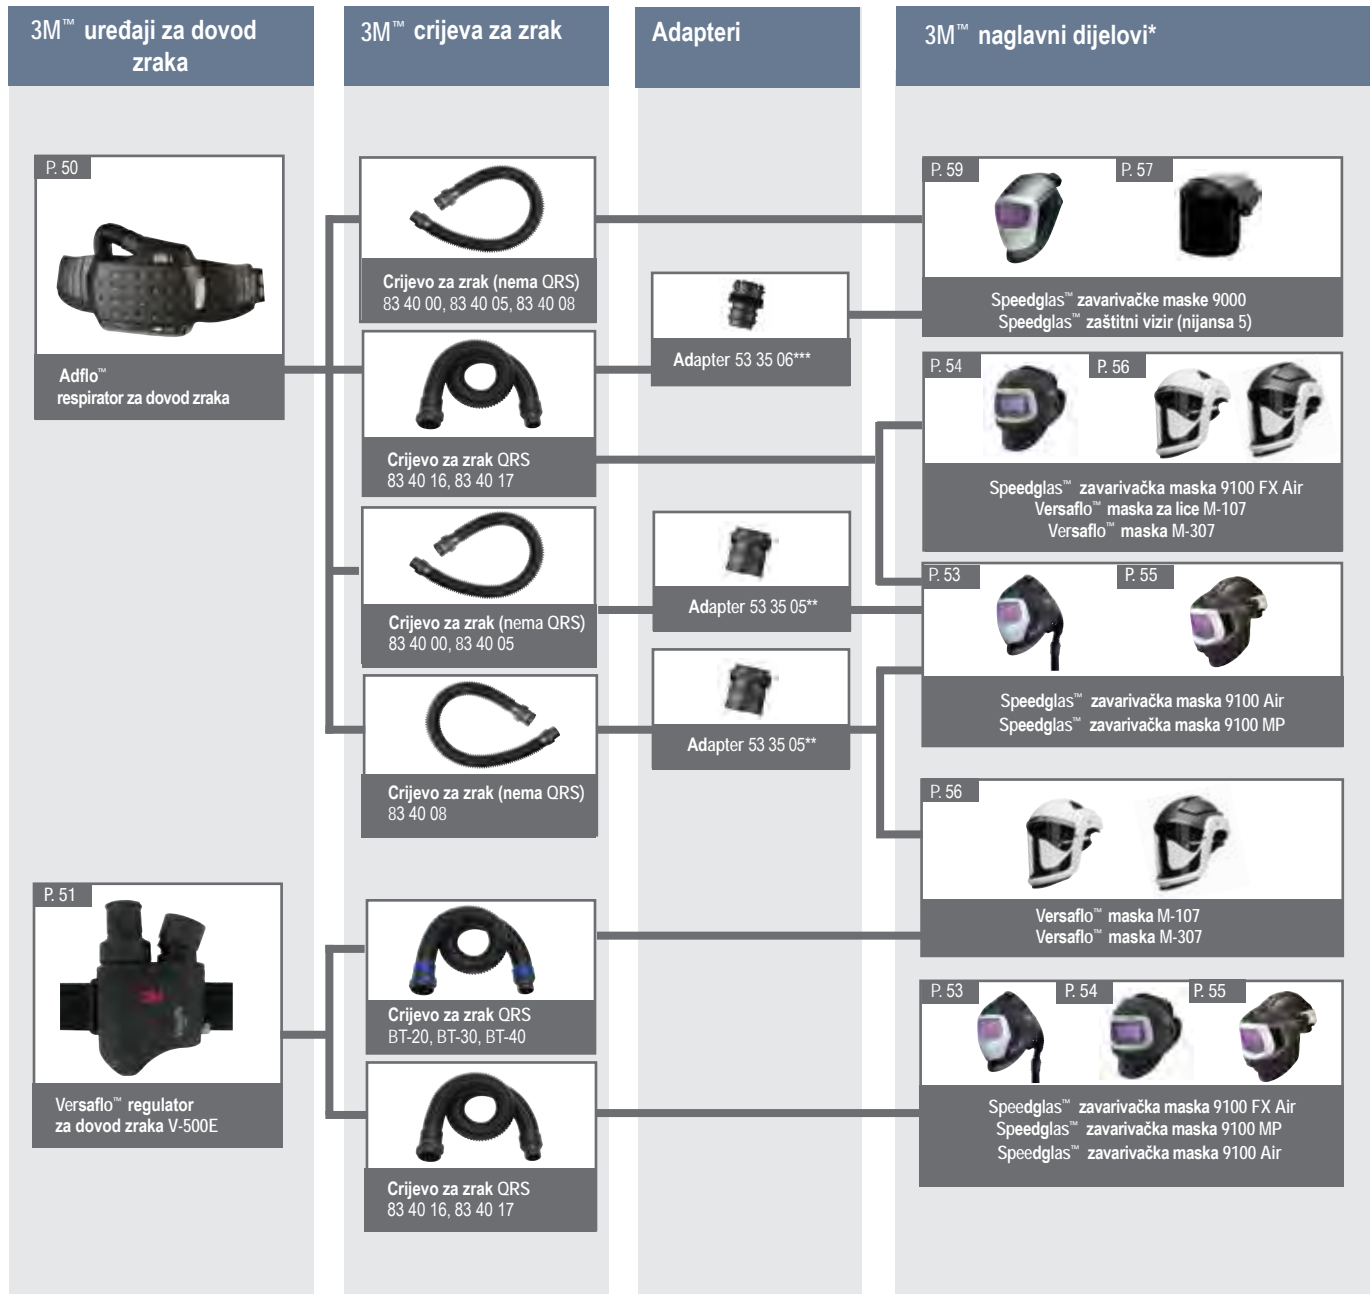 3M™ uređaji za dovod
zraka
3M™ crijeva za zrak
Adapteri
3M™ naglavni dijelovi*
P. 50
Adflo™
respirator za dovod zraka
Crijevo za zrak (nema QRS)
83 40 00, 83 40 05, 83 40 08
Adapter 53 35 06***
P. 59
P. 57
Speedglas™ zavarivačke maske 9000
Speedglas™ zaštitni vizir (nijansa 5)
Crijevo za zrak QRS
83 40 16, 83 40 17
P. 54
P. 56
Speedglas™ zavarivačka maska 9100 FX Air
Versaflo™ maska za lice M-107
Versaflo™ maska M-307
Crijevo za zrak (nema QRS)
83 40 00, 83 40 05
Adapter 53 35 05**
P. 53
P. 55
Speedglas™ zavarivačka maska 9100 Air
Speedglas™ zavarivačka maska 9100 MP
Crijevo za zrak (nema QRS)
83 40 08
Adapter 53 35 05**
P. 56
Versaflo™ maska M-107
Versaflo™ maska M-307
P. 51
Versaflo™ regulator
za dovod zraka V-500E
Crijevo za zrak QRS
BT-20, BT-30, BT-40
Crijevo za zrak QRS
83 40 16, 83 40 17
P. 53
P. 54
P. 55
Speedglas™ zavarivačka maska 9100 FX Air
Speedglas™ zavarivačka maska 9100 MP
Speedglas™ zavarivačka maska 9100 Air